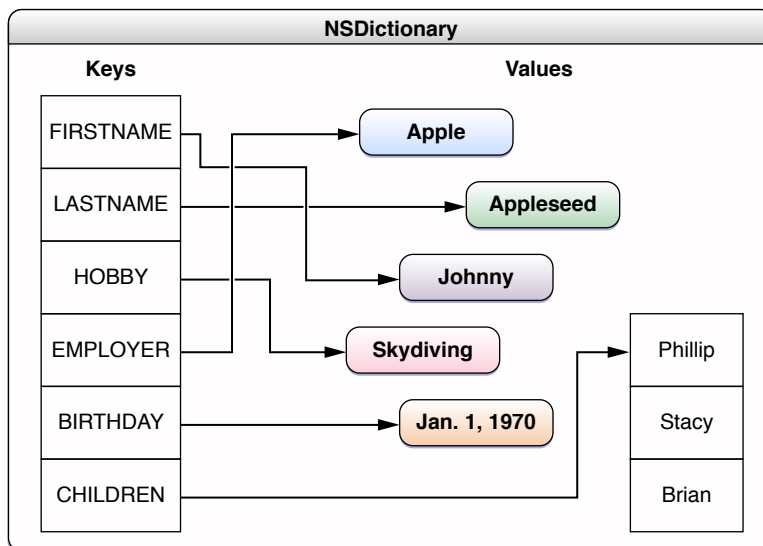 NSDictionary
Keys
Values
FIRSTNAME
Apple
LASTNAME
Appleseed
HOBBY
Johnny
EMPLOYER
Skydiving
Phillip
BIRTHDAY
Jan. 1, 1970
Stacy
CHILDREN
Brian